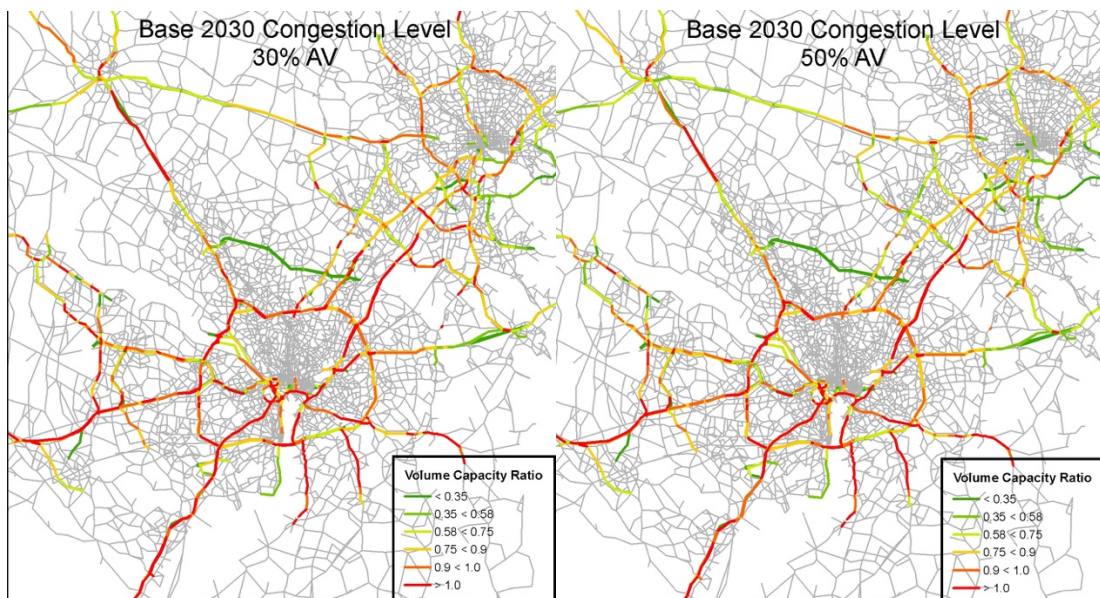 Base 2030 Congestion Level
30% AV
Volume Capacity Ratio
< 0.35
0.35 < 0.58
0.58 < 0.75
0.75 < 0.9
0.9 < 1.0
> 1.0
Base 2030 Congestion Level
50% AV
Volume Capacity Ratio
< 0.35
0.35 < 0.58
0.58 < 0.75
0.75 < 0.9
0.9 < 1.0
> 1.0